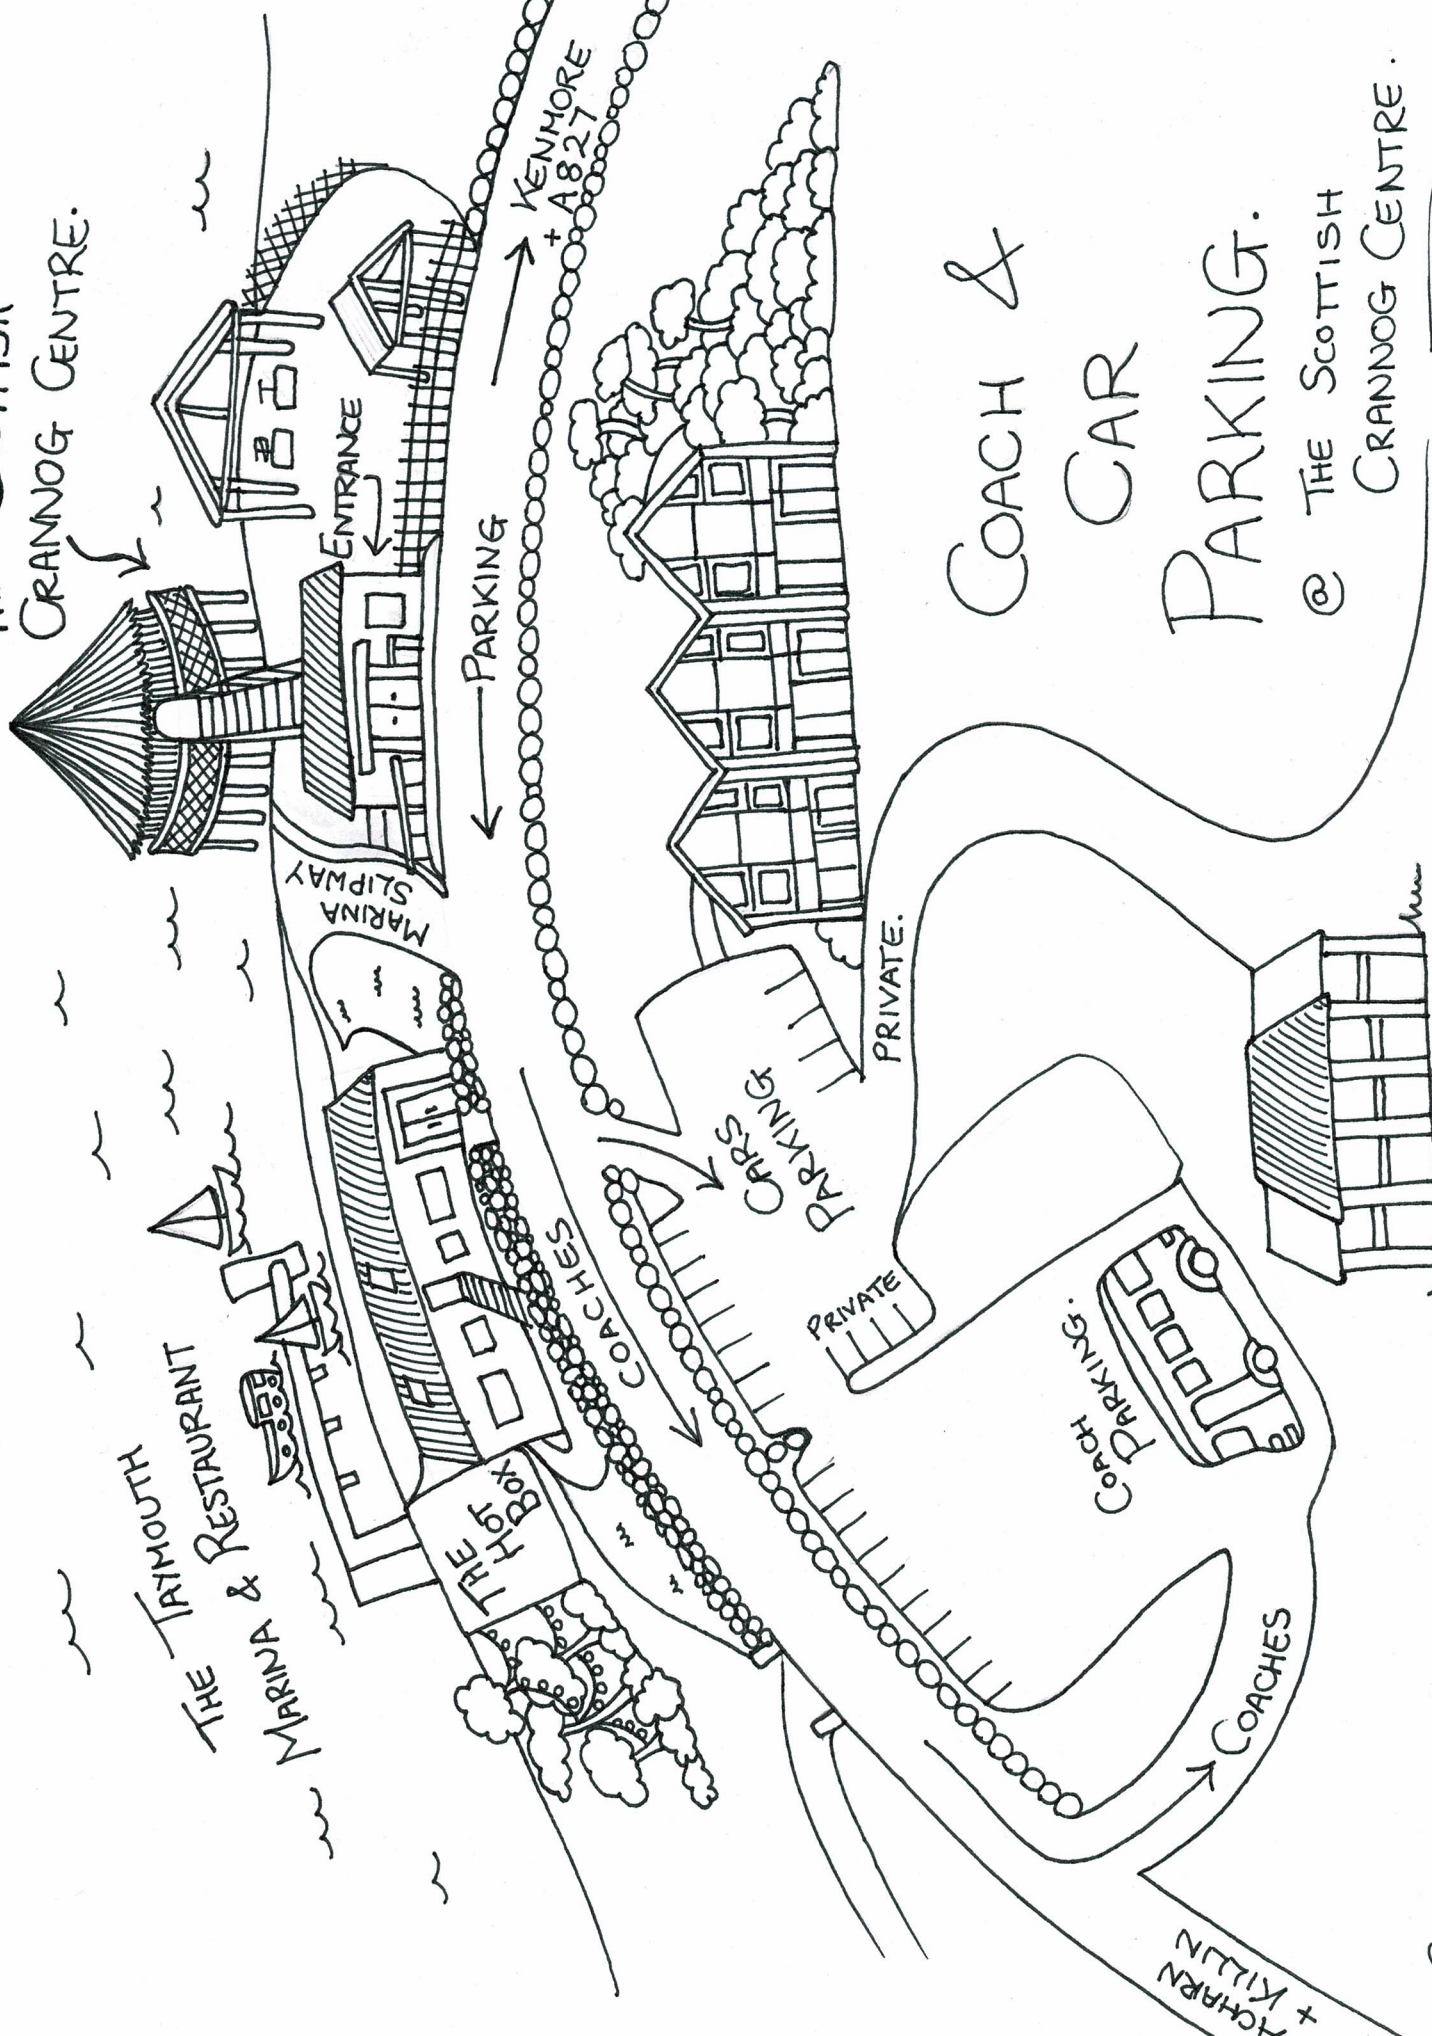 CRANNOG CENTRE.
THE TAYMOUTH
MARINA & RESTAURANT
ENTRANCE
KENMORE
+ A827
PARKING
MARINA
SLIPWAY
THE
HOT
BOX
COACHES
CARS
PARKING
PRIVATE.
PRIVATE
COACH
PARKING.
COACHES
+ KILLIN
COACH &
CAR
PARKING.
@ THE SCOTTISH
CRANNOG CENTRE.